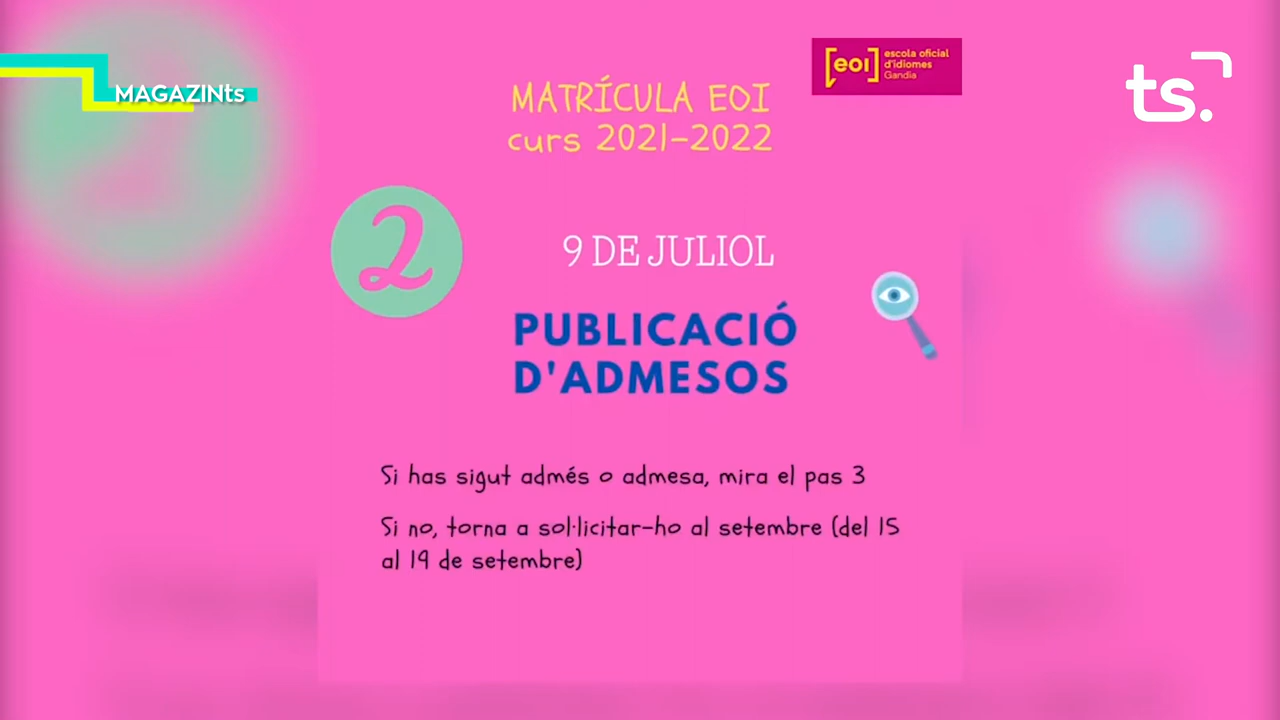 MAGAZINts
ts.
[eoi]
escola oficial
d'idiomes
Gandia
MATRÍCULA EOI
curs 2021-2022
2
9 DE JULIOL
PUBLICACIÓ
D'ADMESOS
Si has sigut admés o admesa, mira el pas 3
Si no, torna a sol·licitar-ho al setembre (del 15
al 19 de setembre)